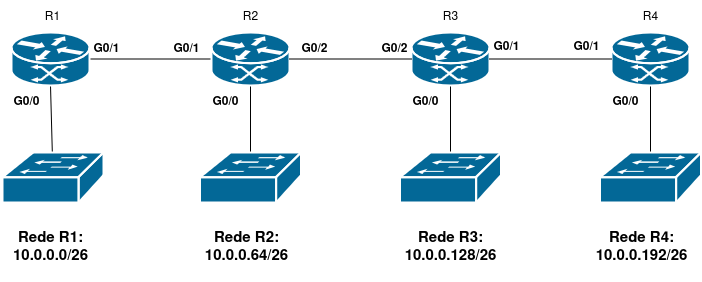 R1
R2
R3
R4
G0/1
G0/1
G0/2
G0/2
G0/1
G0/1
G0/0
G0/0
G0/0
G0/0
Rede R1:
10.0.0.0/26
Rede R2:
10.0.0.64/26
Rede R3:
10.0.0.128/26
Rede R4:
10.0.0.192/26